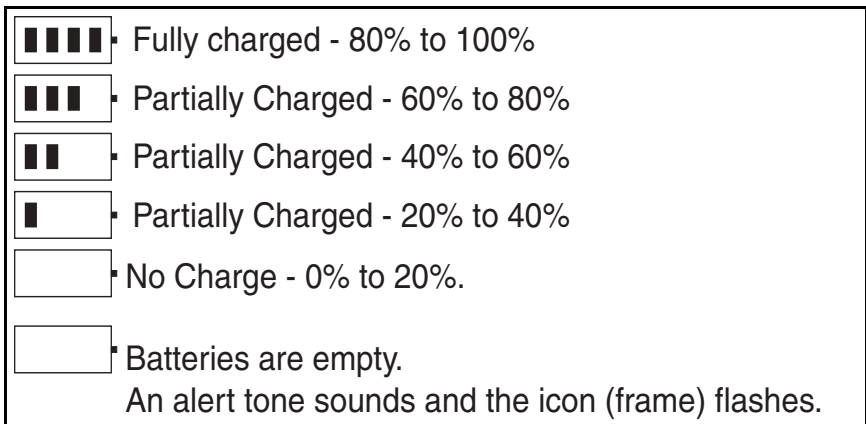 Fully charged - 80% to 100%
Partially Charged - 60% to 80%
Partially Charged - 40% to 60%
Partially Charged - 20% to 40%
No Charge - 0% to 20%.
Batteries are empty.
An alert tone sounds and the icon (frame) flashes.